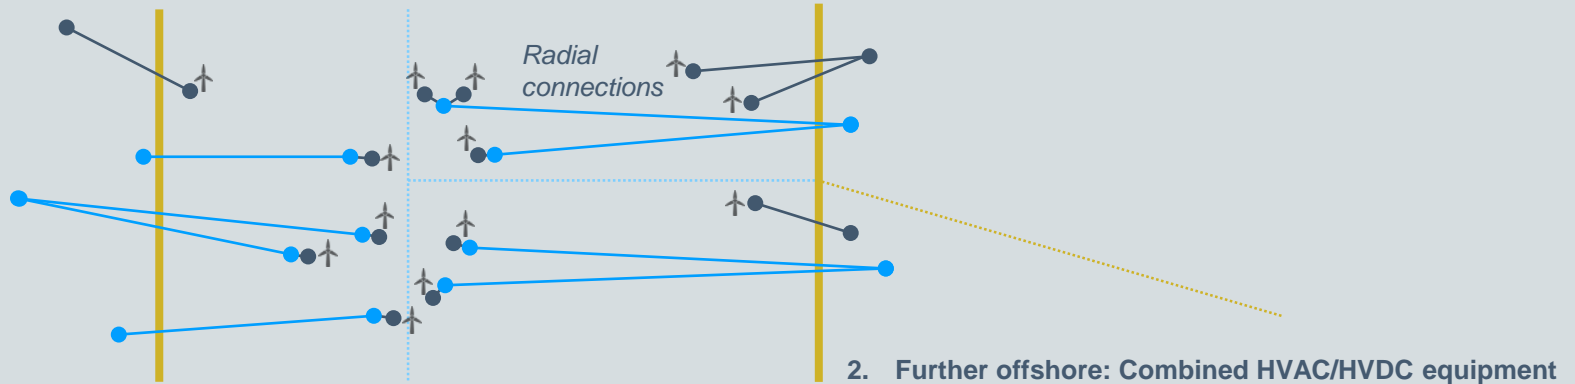 Radial
connections
2. Further offshore: Combined HVAC/HVDC equipment